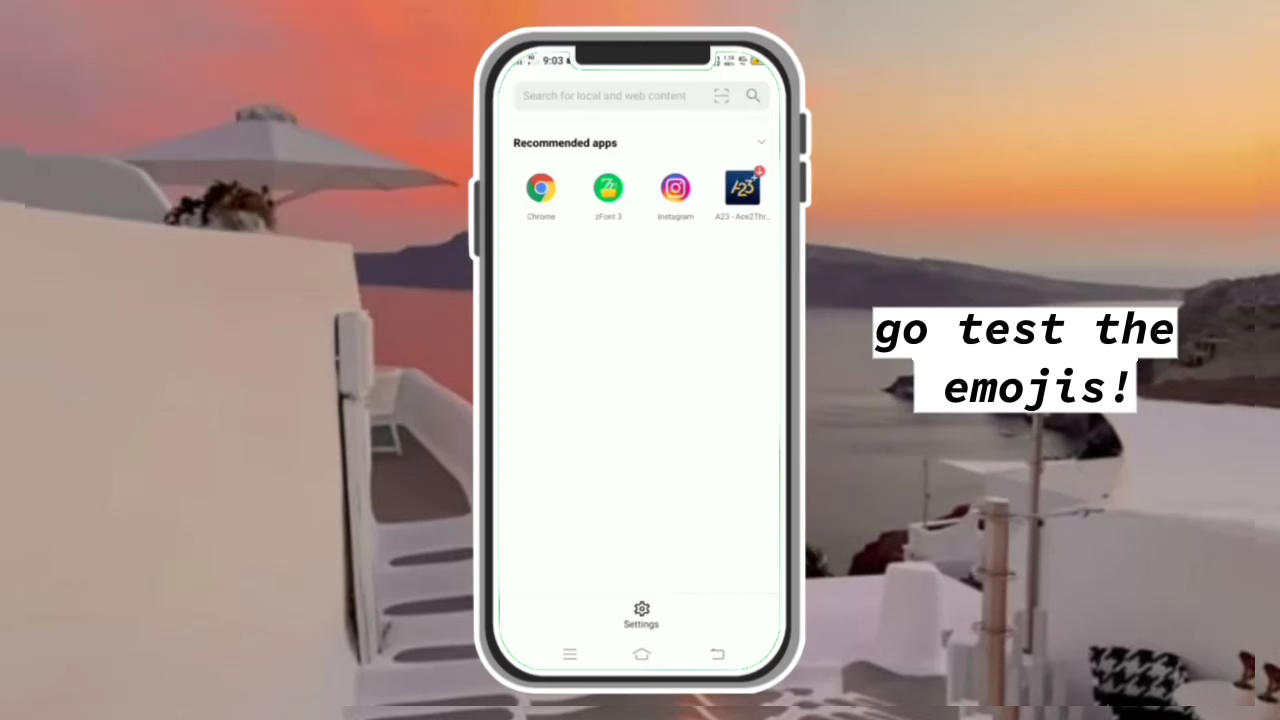 9:03
Search for local and web content
Recommended apps
Chrome
zFont 3
Instagram
A23 - Ace2Thr...
go test the
emojis!
Settings